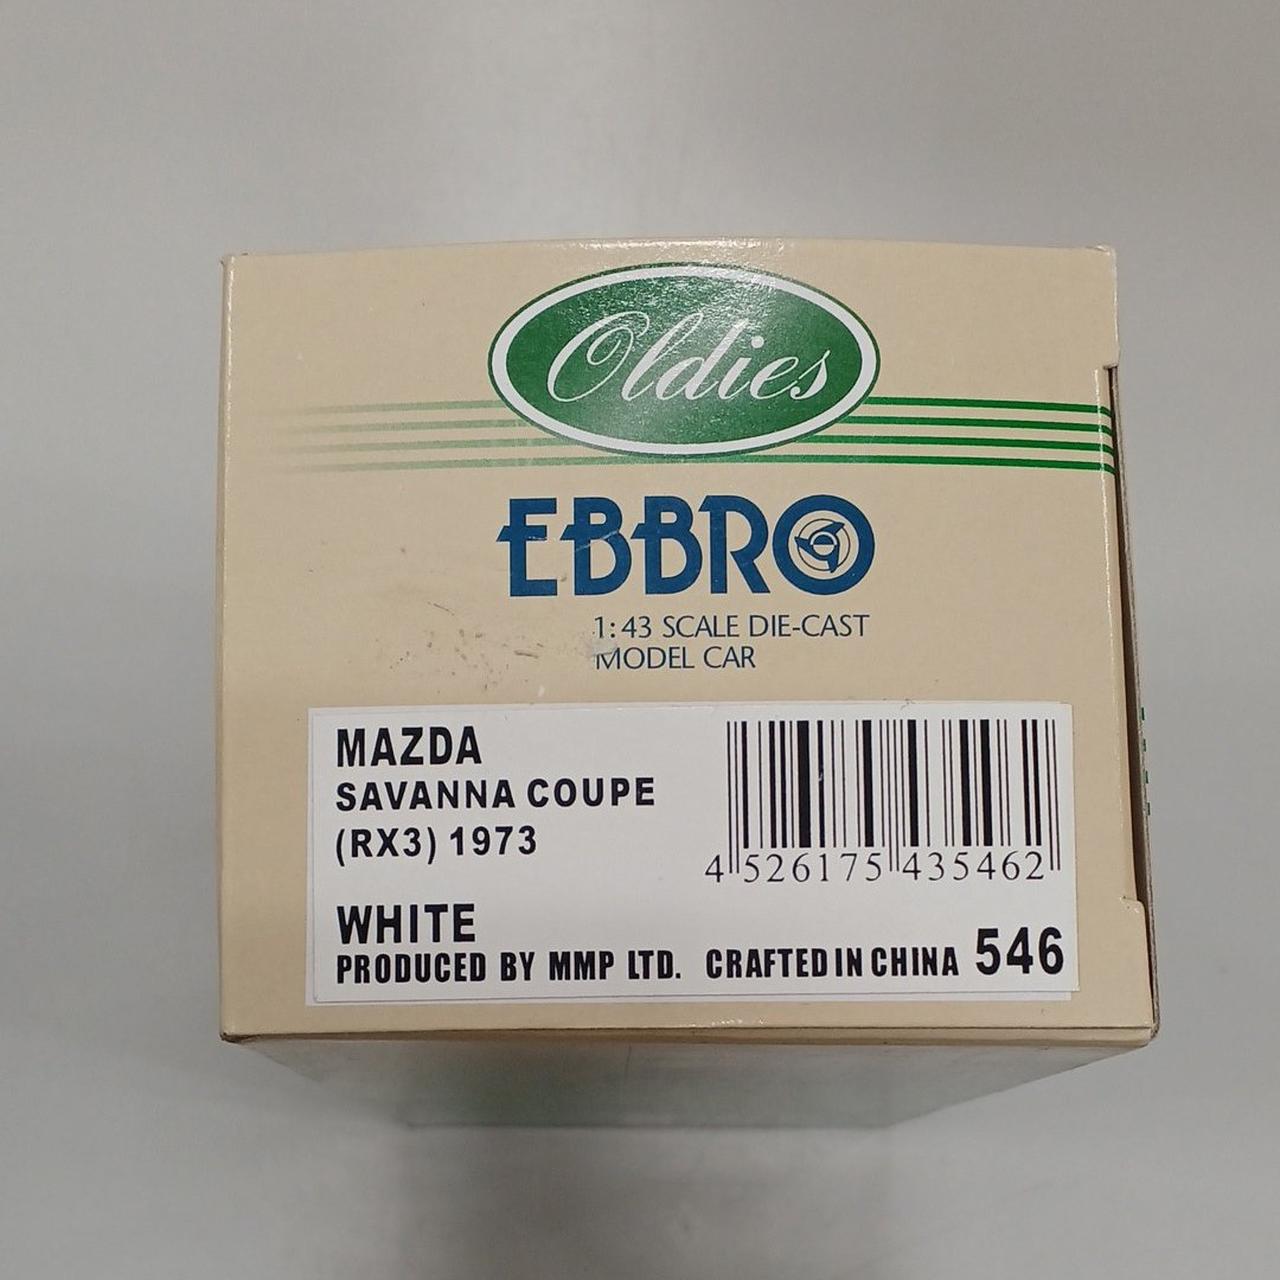 Oldies
EBBRO
1:43 SCALE DIE-CAST
MODEL CAR
MAZDA
SAVANNA COUPE
(RX3) 1973
4 526175 435462
WHITE
PRODUCED BY MMP LTD. CRAFTED IN CHINA 546